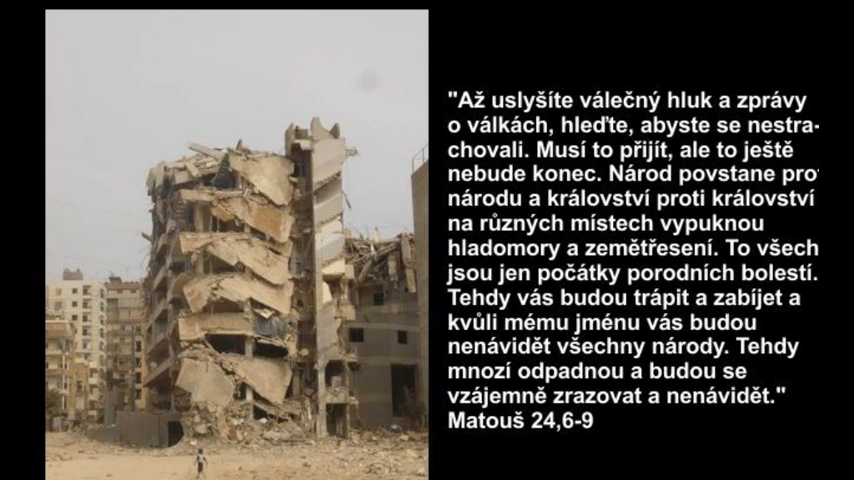 "Až uslyšíte válečný hluk a zprávy
o válkách, hleďte, abyste se nestra-
chovali. Musí to přijít, ale to ještě
nebude konec. Národ povstane pro
národu a království proti království
na různých místech vypuknou
hladomory a zemětřesení. To všech
jsou jen počátky porodních bolestí.
Tehdy vás budou trápit a zabíjet a
kvůli mému jménu vás budou
nenávidět všechny národy. Tehdy
mnozí odpadnou a budou se
vzájemně zrazovat a nenávidět."
Matouš 24,6-9